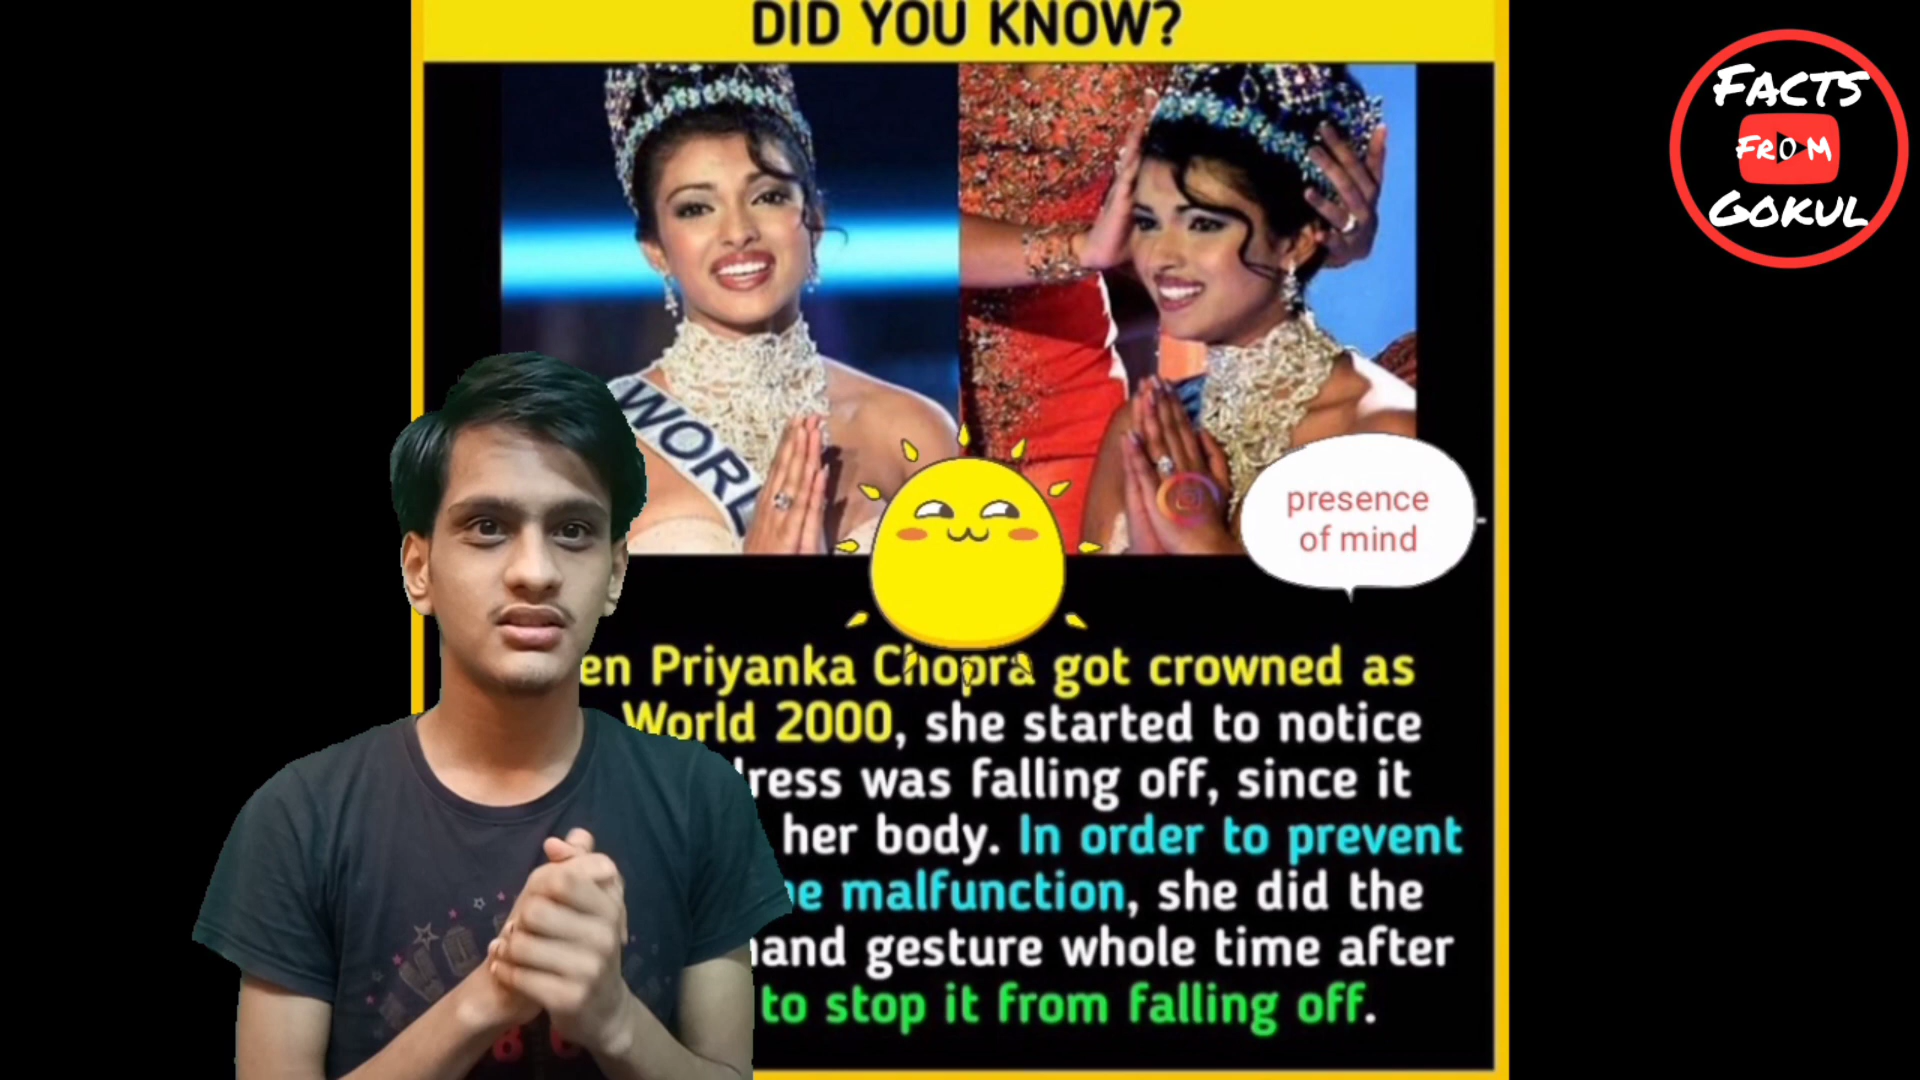 DID YOU KNOW?
FACTS
FROM
GOKUL
WORL
presence
of mind
en Priyanka Chopra got crowned as
World 2000, she started to notice
ress was falling off, since it
her body. In order to prevent
e malfunction, she did the
and gesture whole time after
to stop it from falling off.